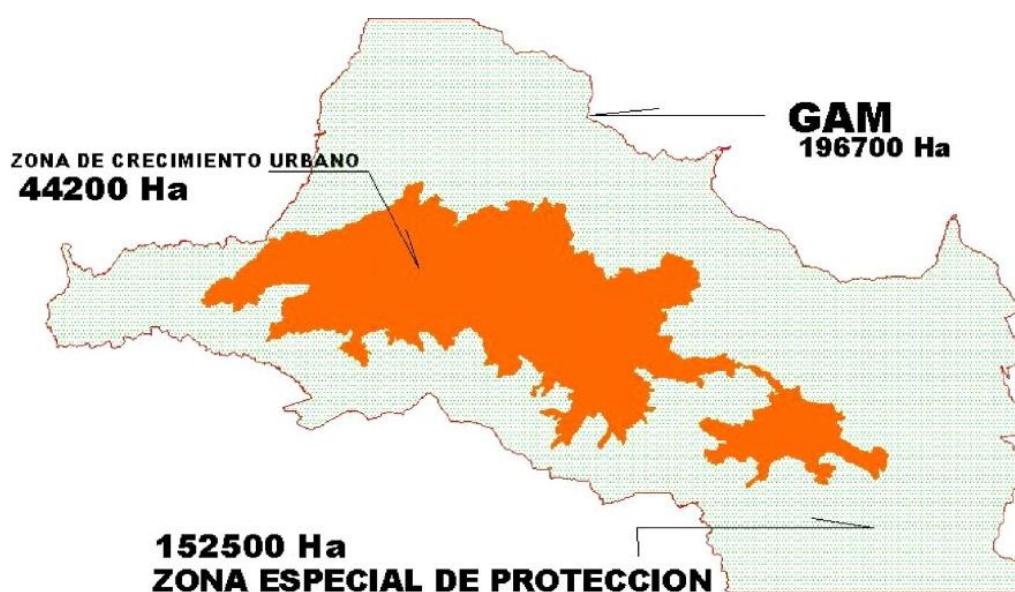 GAM
196700 Ha
ZONA DE CRECIMIENTO URBANO
44200 Ha
152500 Ha
ZONA ESPECIAL DE PROTECCION